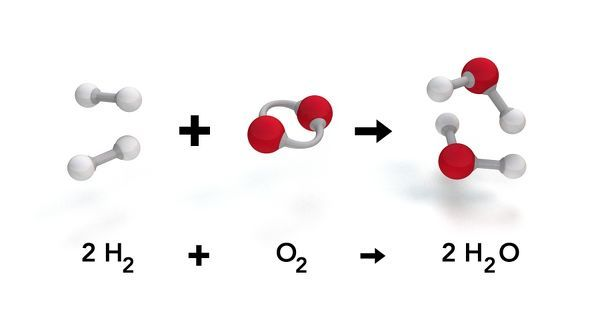 2 H₂ + O₂ → 2 H₂O